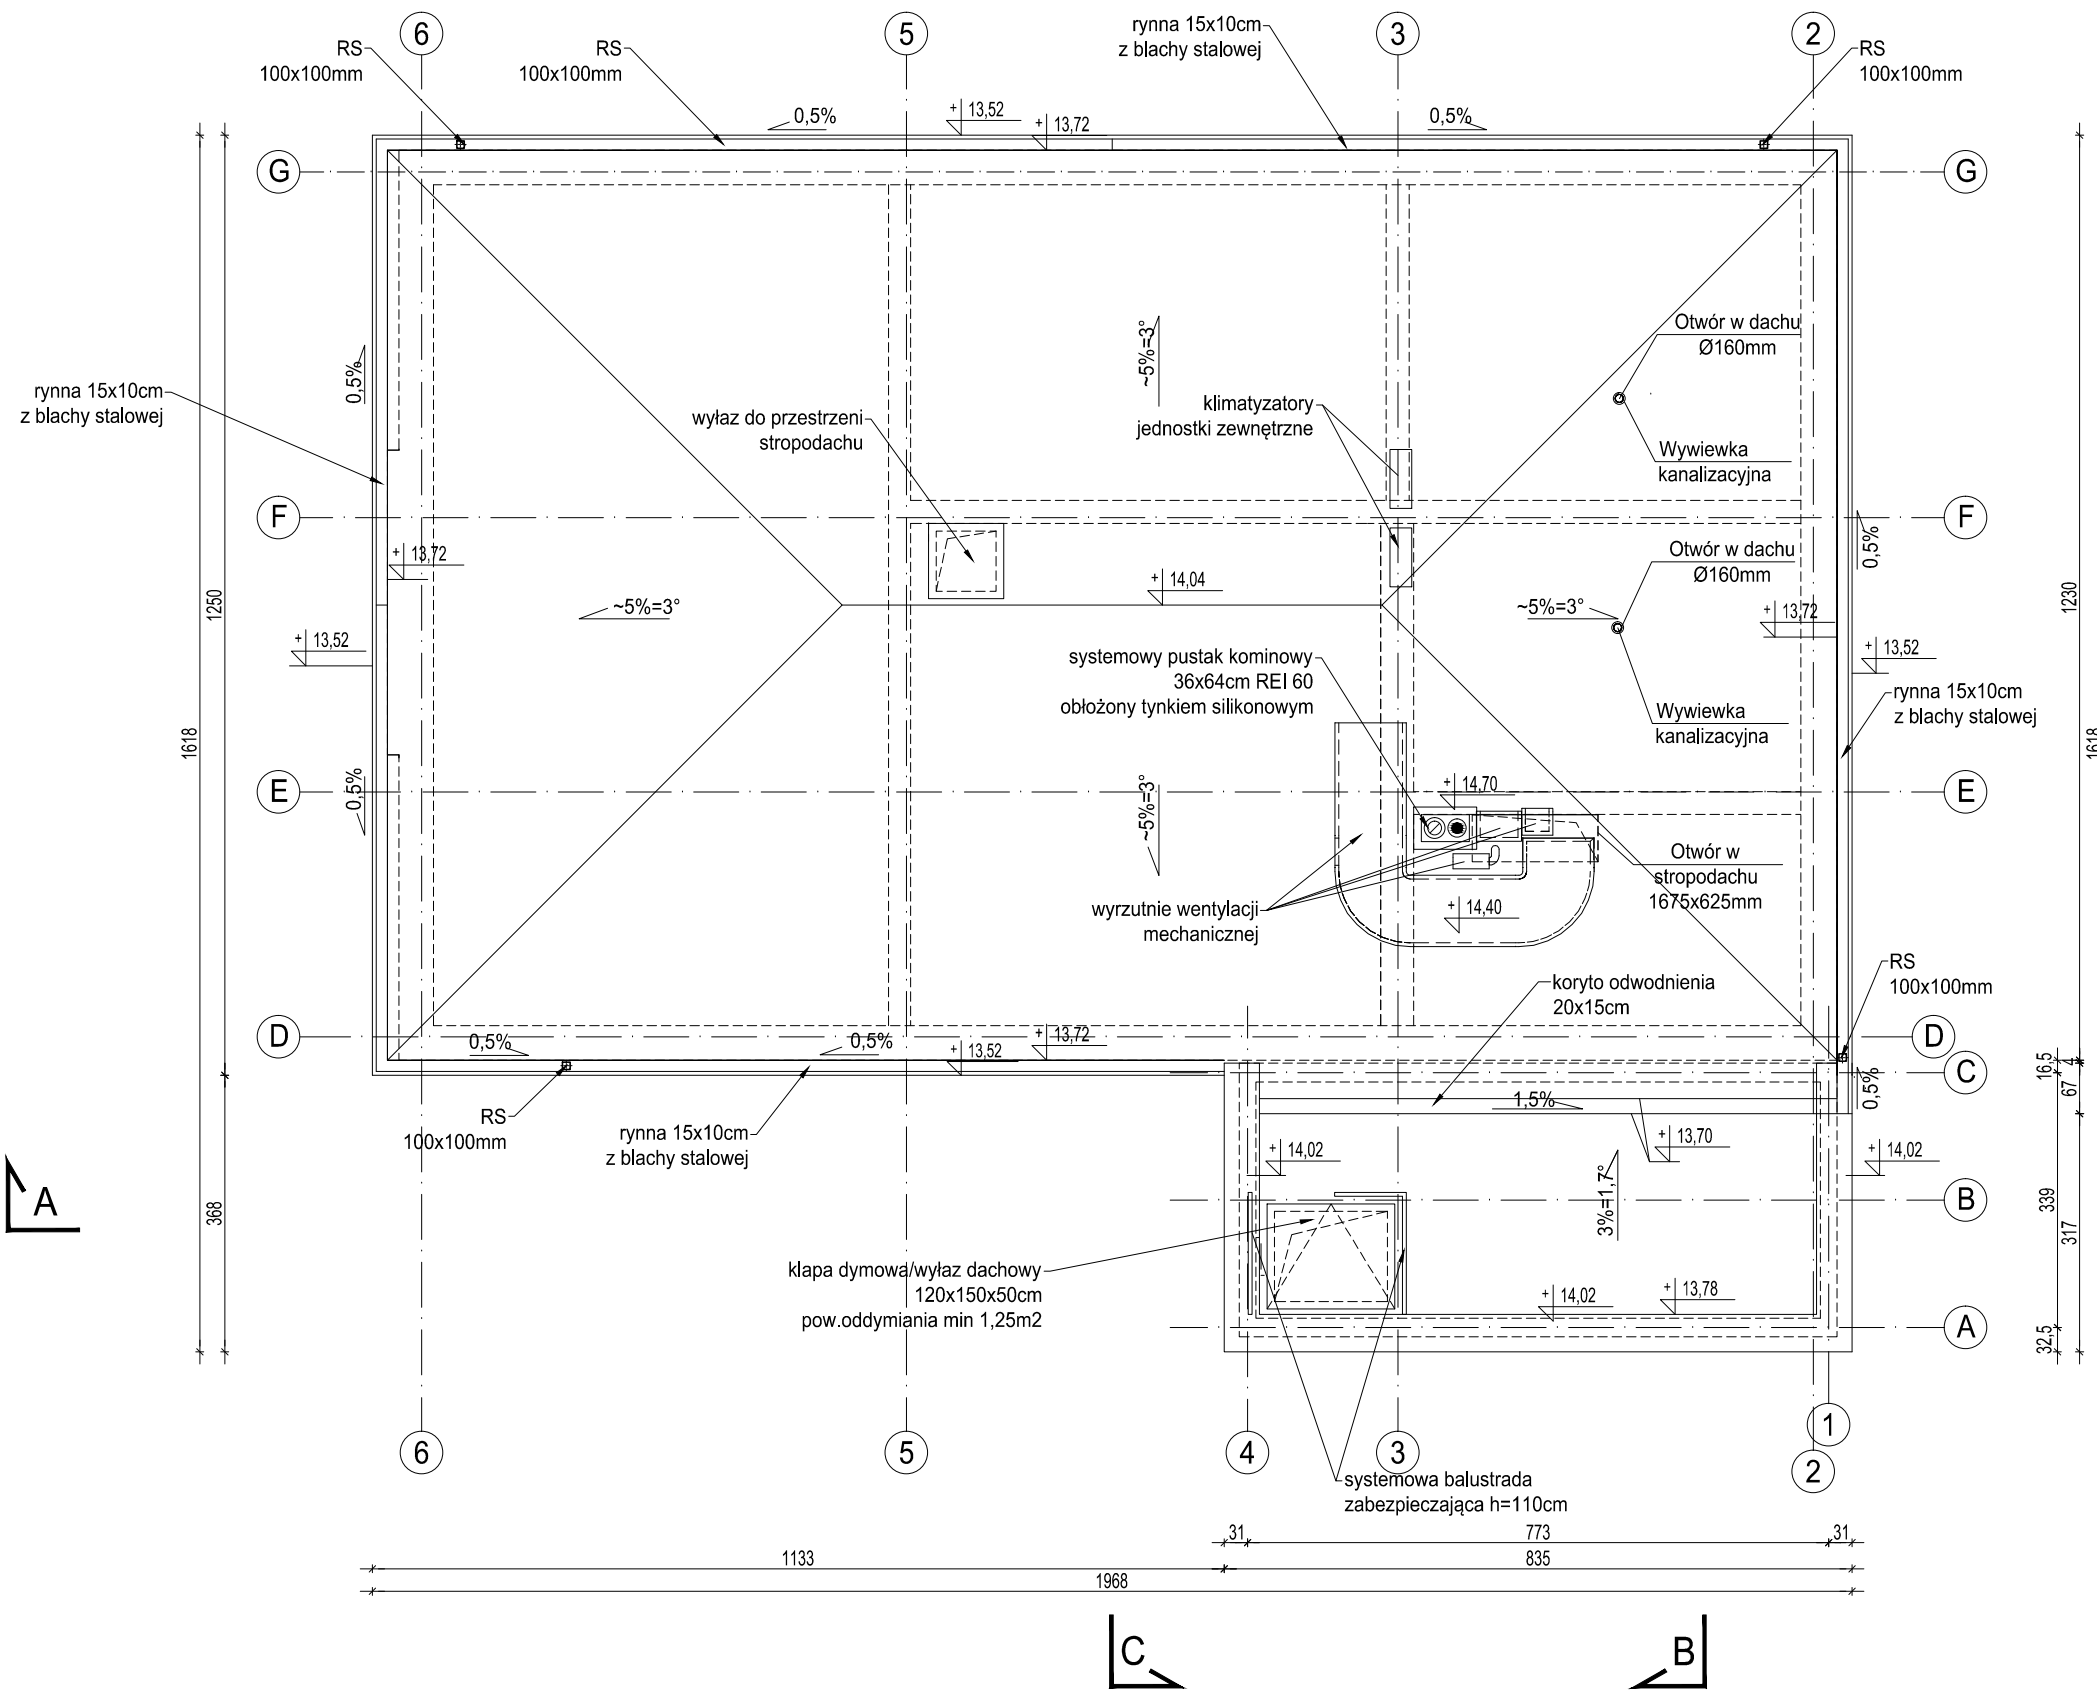 6
5
3
2
RS
100x100mm
RS
100x100mm
rynna 15x10cm
z blachy stalowej
RS
100x100mm
0,5%
+ 13,52
+ 13,72
0,5%
G
G
Otwór w dachu
Ø160mm
~5%=3°
0,5%
rynna 15x10cm
z blachy stalowej
wyłaz do przestrzeni
stropodachu
klimatyzatory
jednostki zewnętrzne
Wywiewka
kanalizacyjna
F
F
+ 13,72
Otwór w dachu
Ø160mm
0,5%
1250
1618
+ 14,04
~5%=3°
~5%=3°
+ 13,72
1230
1618
+ 13,52
+ 13,52
systemowy pustak kominowy
36x64cm REI 60
obłożony tynkiem silikonowym
rynna 15x10cm
z blachy stalowej
Wywiewka
kanalizacyjna
0,5%
E
E
~5%=3°
+ 14,70
Otwór w
stropodachu
1675x625mm
wyrzutnie wentylacji
mechanicznej
+ 14,40
RS
100x100mm
koryto odwodnienia
20x15cm
D
D
0,5%
0,5%
+ 13,72
+ 13,52
16,5
4
C
67
0,5%
1,5%
RS
100x100mm
rynna 15x10cm
z blachy stalowej
+ 13,70
+ 14,02
+ 14,02
3%=1,7°
A
368
B
339
317
klapa dymowa/wyłaz dachowy
120x150x50cm
pow.oddymiania min 1,25m2
+ 14,02
+ 13,78
A
32,5
6
5
4
3
1
2
systemowa balustrada
zabezpieczająca h=110cm
31
773
31
1133
835
1968
C
B